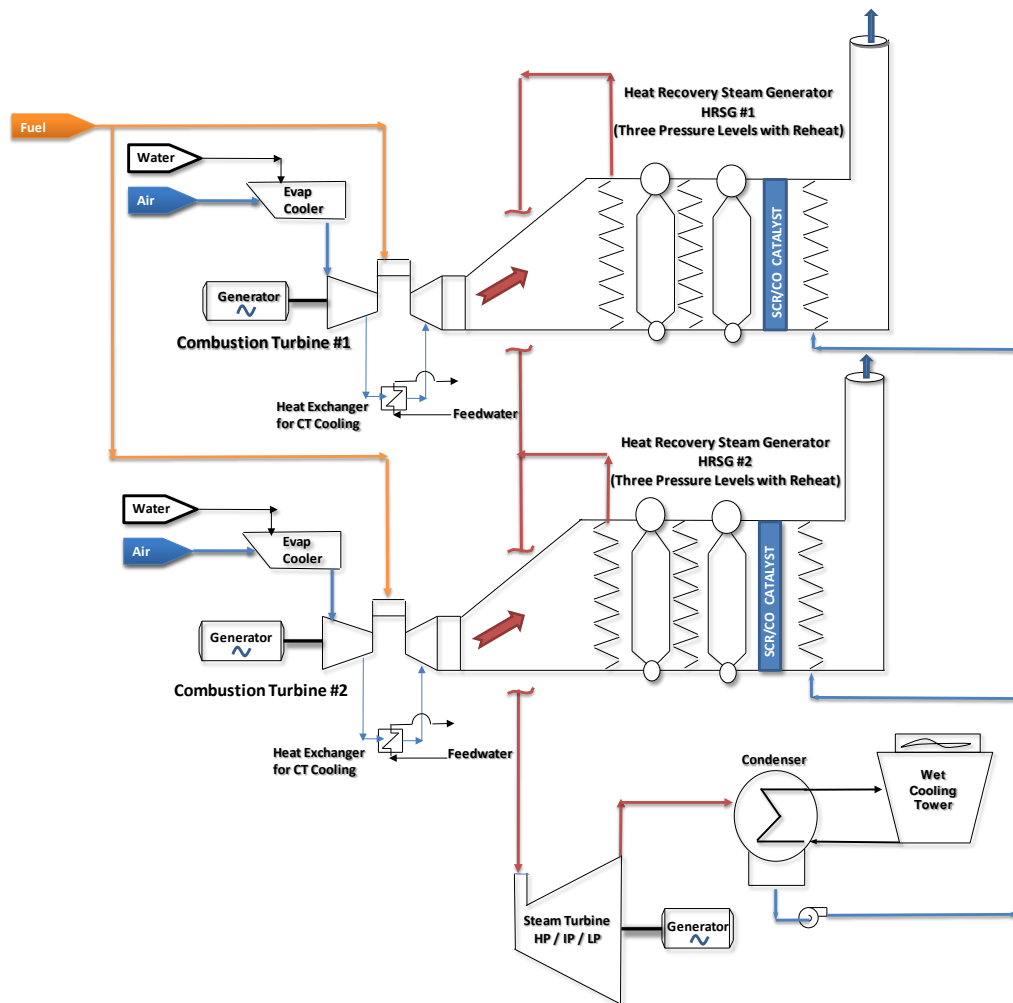 Heat Recovery Steam Generator
HRSG #1
(Three Pressure Levels with Reheat)
Fuel
Water
Air
Evap
Cooler
Generator
Combustion Turbine #1
SCR/CO CATALYST
Heat Exchanger
for CT Cooling
Feedwater
Heat Recovery Steam Generator
HRSG #2
(Three Pressure Levels with Reheat)
Water
Air
Evap
Cooler
Generator
Combustion Turbine #2
SCR/CO CATALYST
Heat Exchanger
for CT Cooling
Feedwater
Condenser
Wet
Cooling
Tower
Steam Turbine
HP / IP / LP
Generator